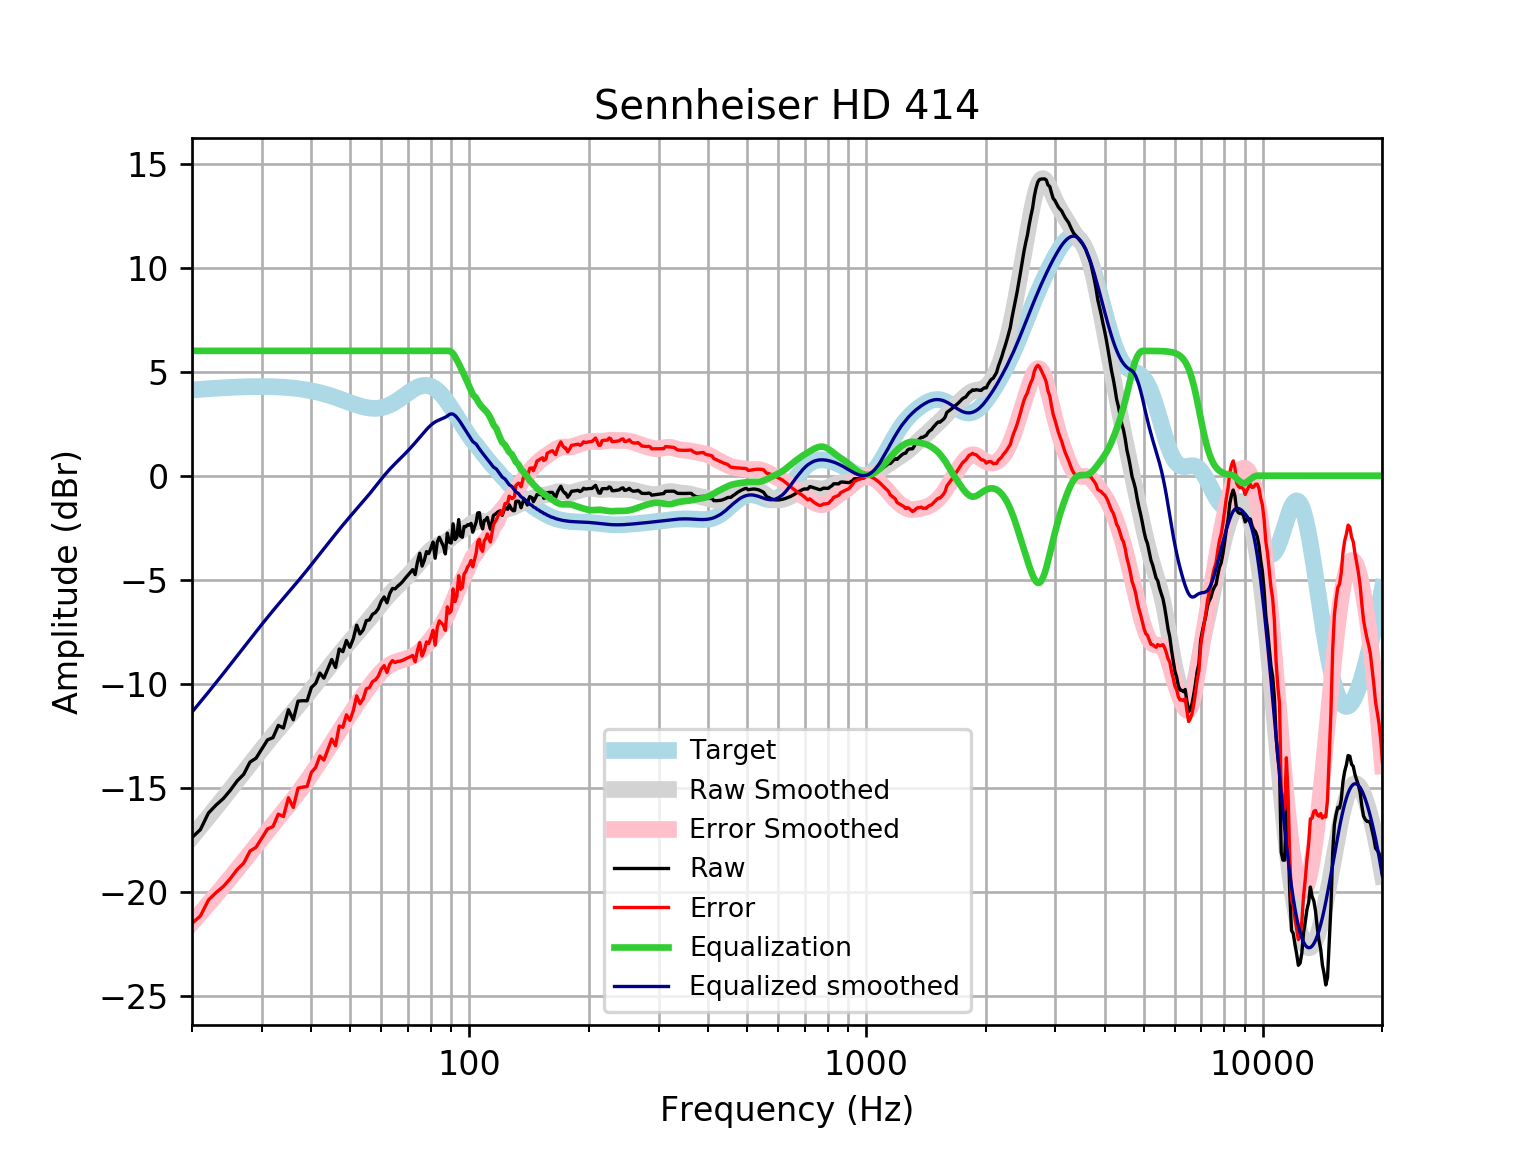 Sennheiser HD 414
15
10
5
0
−5
−10
−15
−20
−25
Amplitude (dBr)
Target
Raw Smoothed
Error Smoothed
Raw
Error
Equalization
Equalized smoothed
100
1000
10000
Frequency (Hz)